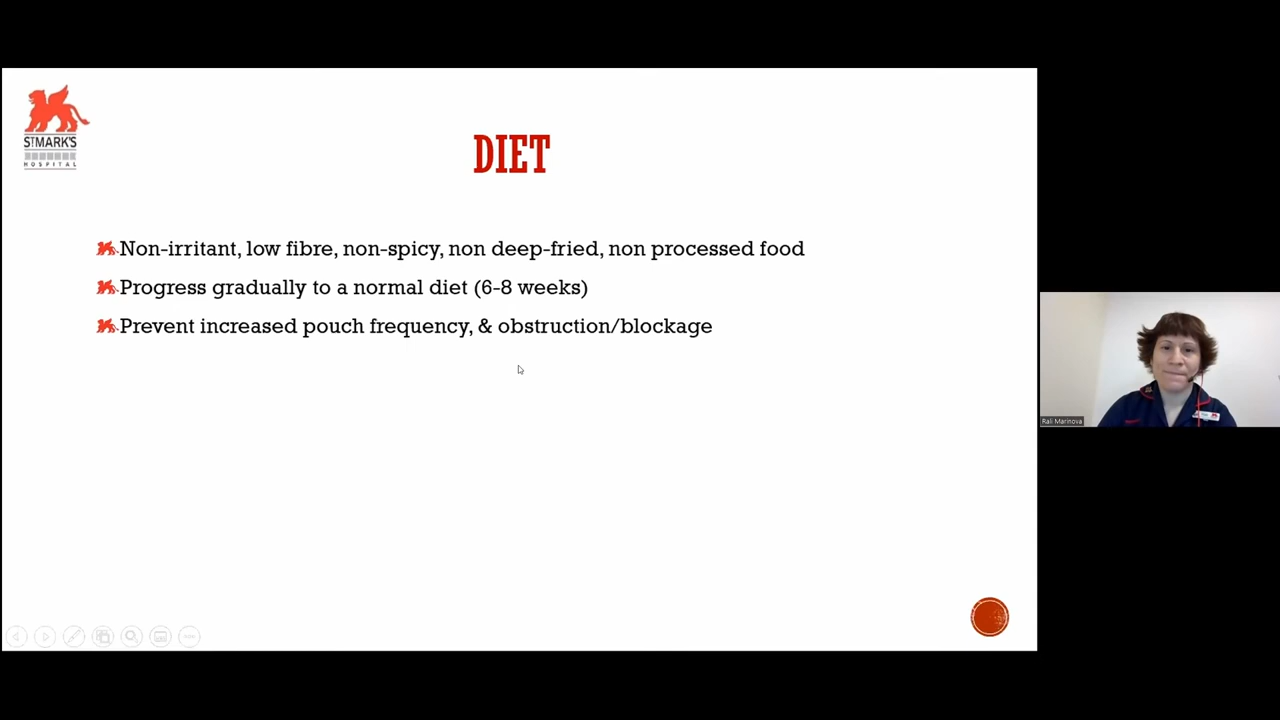 ST MARK'S
HOSPITAL
DIET
Non-irritant, low fibre, non-spicy, non deep-fried, non processed food
Progress gradually to a normal diet (6-8 weeks)
Prevent increased pouch frequency, & obstruction/blockage
Rali Marinova